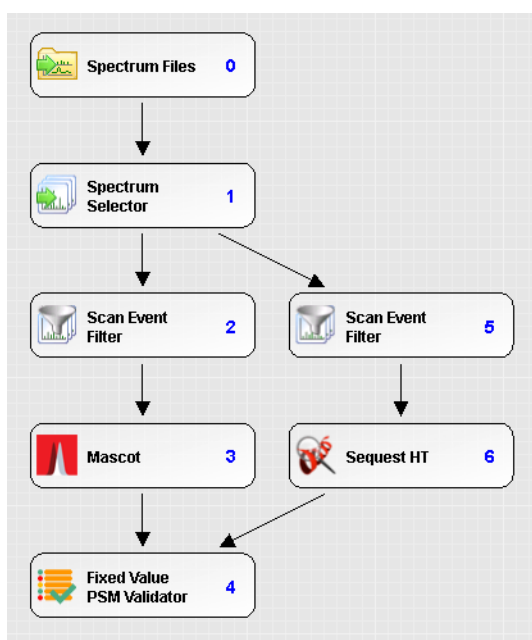 Spectrum Files 0
Spectrum
Selector 1
Scan Event
Filter 2
Scan Event
Filter 5
Mascot 3
Sequest HT 6
Fixed Value
PSM Validator 4